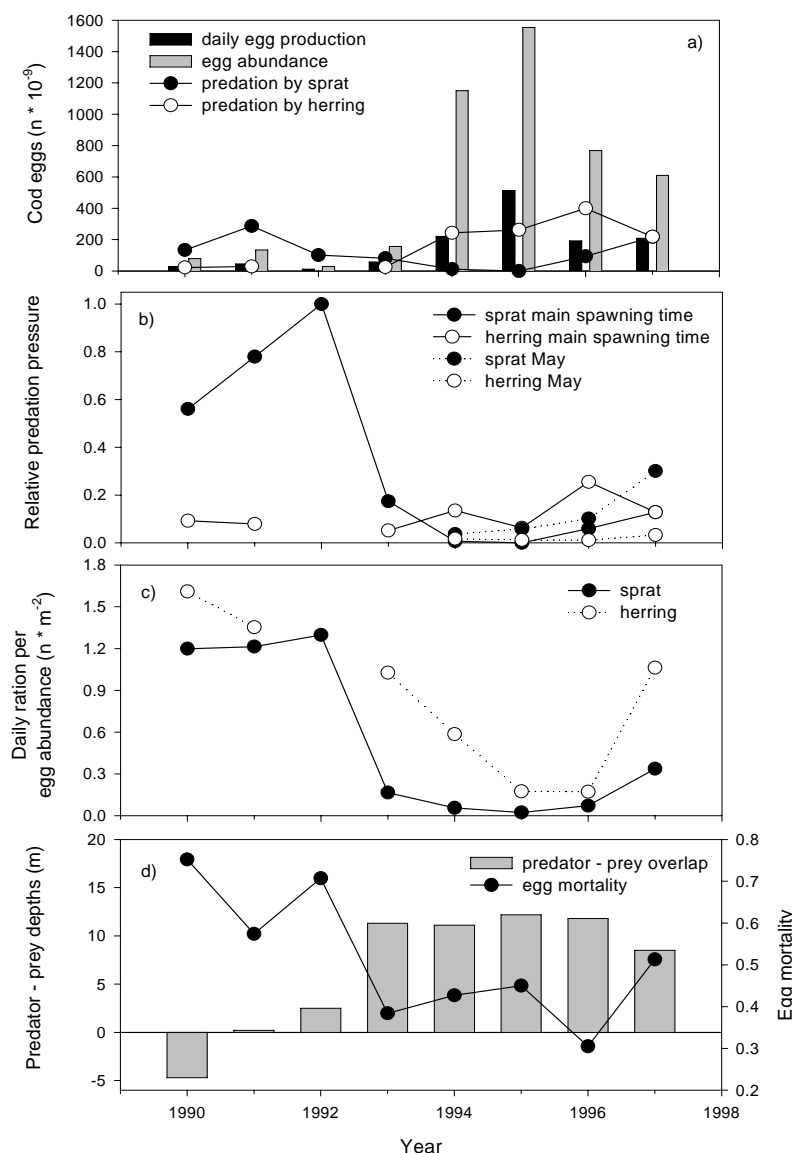 1600
1400
1200
1000
800
600
400
200
0
Cod eggs (n * 10-9)
daily egg production
egg abundance
predation by sprat
predation by herring
a)
1.0
0.8
0.6
0.4
0.2
0.0
Relative predation pressure
b)
sprat main spawning time
herring main spawning time
sprat May
herring May
1.8
1.5
1.2
0.9
0.6
0.3
0.0
Daily ration per
egg abundance (n * m-2)
c)
sprat
herring
20
15
10
5
0
-5
Predator - prey depths (m)
d)
predator - prey overlap
egg mortality
0.8
0.7
0.6
0.5
0.4
0.3
0.2
Egg mortality
1990 1992 1994 1996 1998
Year